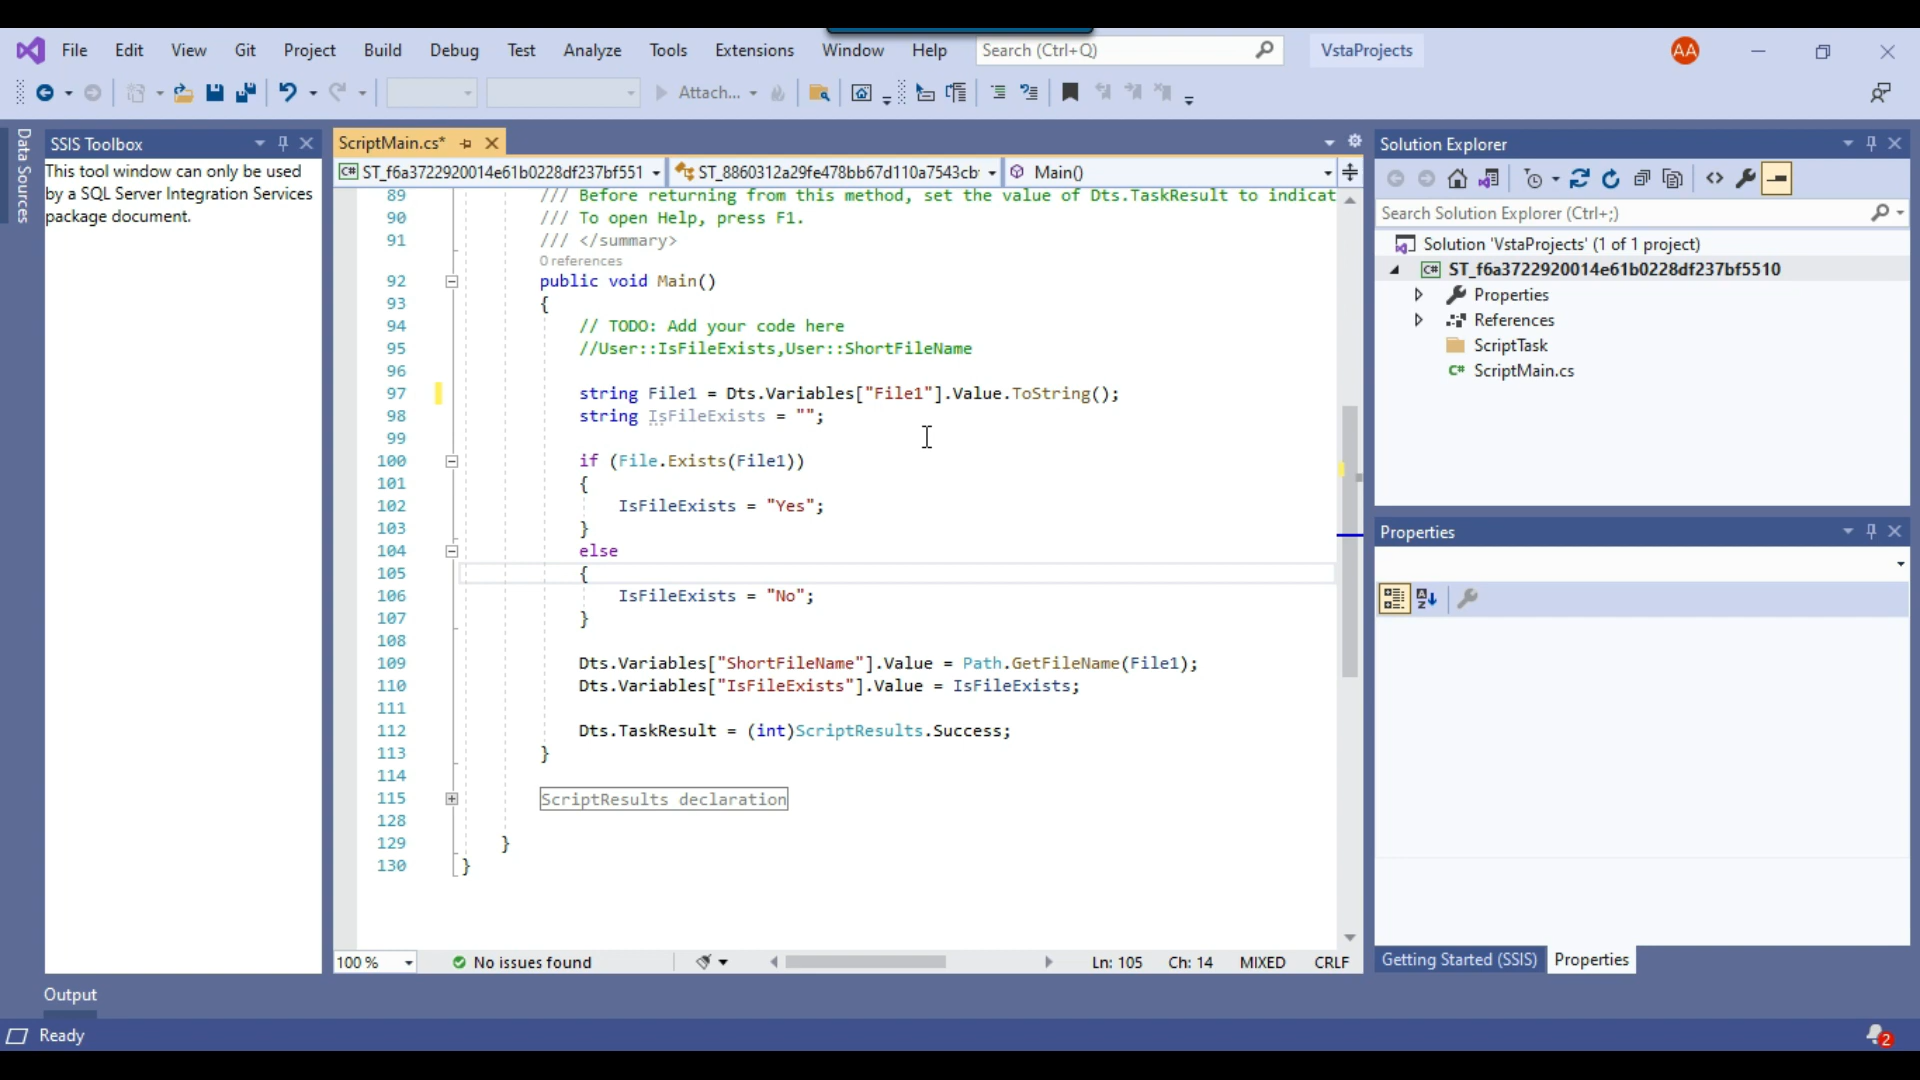 File Edit View Git Project Build Debug Test Analyze Tools Extensions Window Help Search (Ctrl+Q) VstaProjects AA
Attach...
Data Sources
SSIS Toolbox
This tool window can only be used
by a SQL Server Integration Services
package document.
ScriptMain.cs*
C# ST_f6a3722920014e61b0228df237bf551 ST_8860312a29fe478bb67d110a7543cb Main()
89 /// Before returning from this method, set the value of Dts.TaskResult to indicat
90 /// To open Help, press F1.
91 /// </summary>
0 references
92 public void Main()
93 {
94 // TODO: Add your code here
95 //User::IsFileExists,User::ShortFileName
96
97 string File1 = Dts.Variables["File1"].Value.ToString();
98 string IsFileExists = "";
99
100 if (File.Exists(File1))
101 {
102 IsFileExists = "Yes";
103 }
104 else
105 {
106 IsFileExists = "No";
107 }
108
109 Dts.Variables["ShortFileName"].Value = Path.GetFileName(File1);
110 Dts.Variables["IsFileExists"].Value = IsFileExists;
111
112 Dts.TaskResult = (int)ScriptResults.Success;
113 }
114
115 ScriptResults declaration
128
129 }
130 }
100 % No issues found Ln: 105 Ch: 14 MIXED CRLF
Solution Explorer
Search Solution Explorer (Ctrl+;)
Solution 'VstaProjects' (1 of 1 project)
C# ST_f6a3722920014e61b0228df237bf5510
Properties
References
ScriptTask
C# ScriptMain.cs
Properties
Getting Started (SSIS) Properties
Output
Ready
2